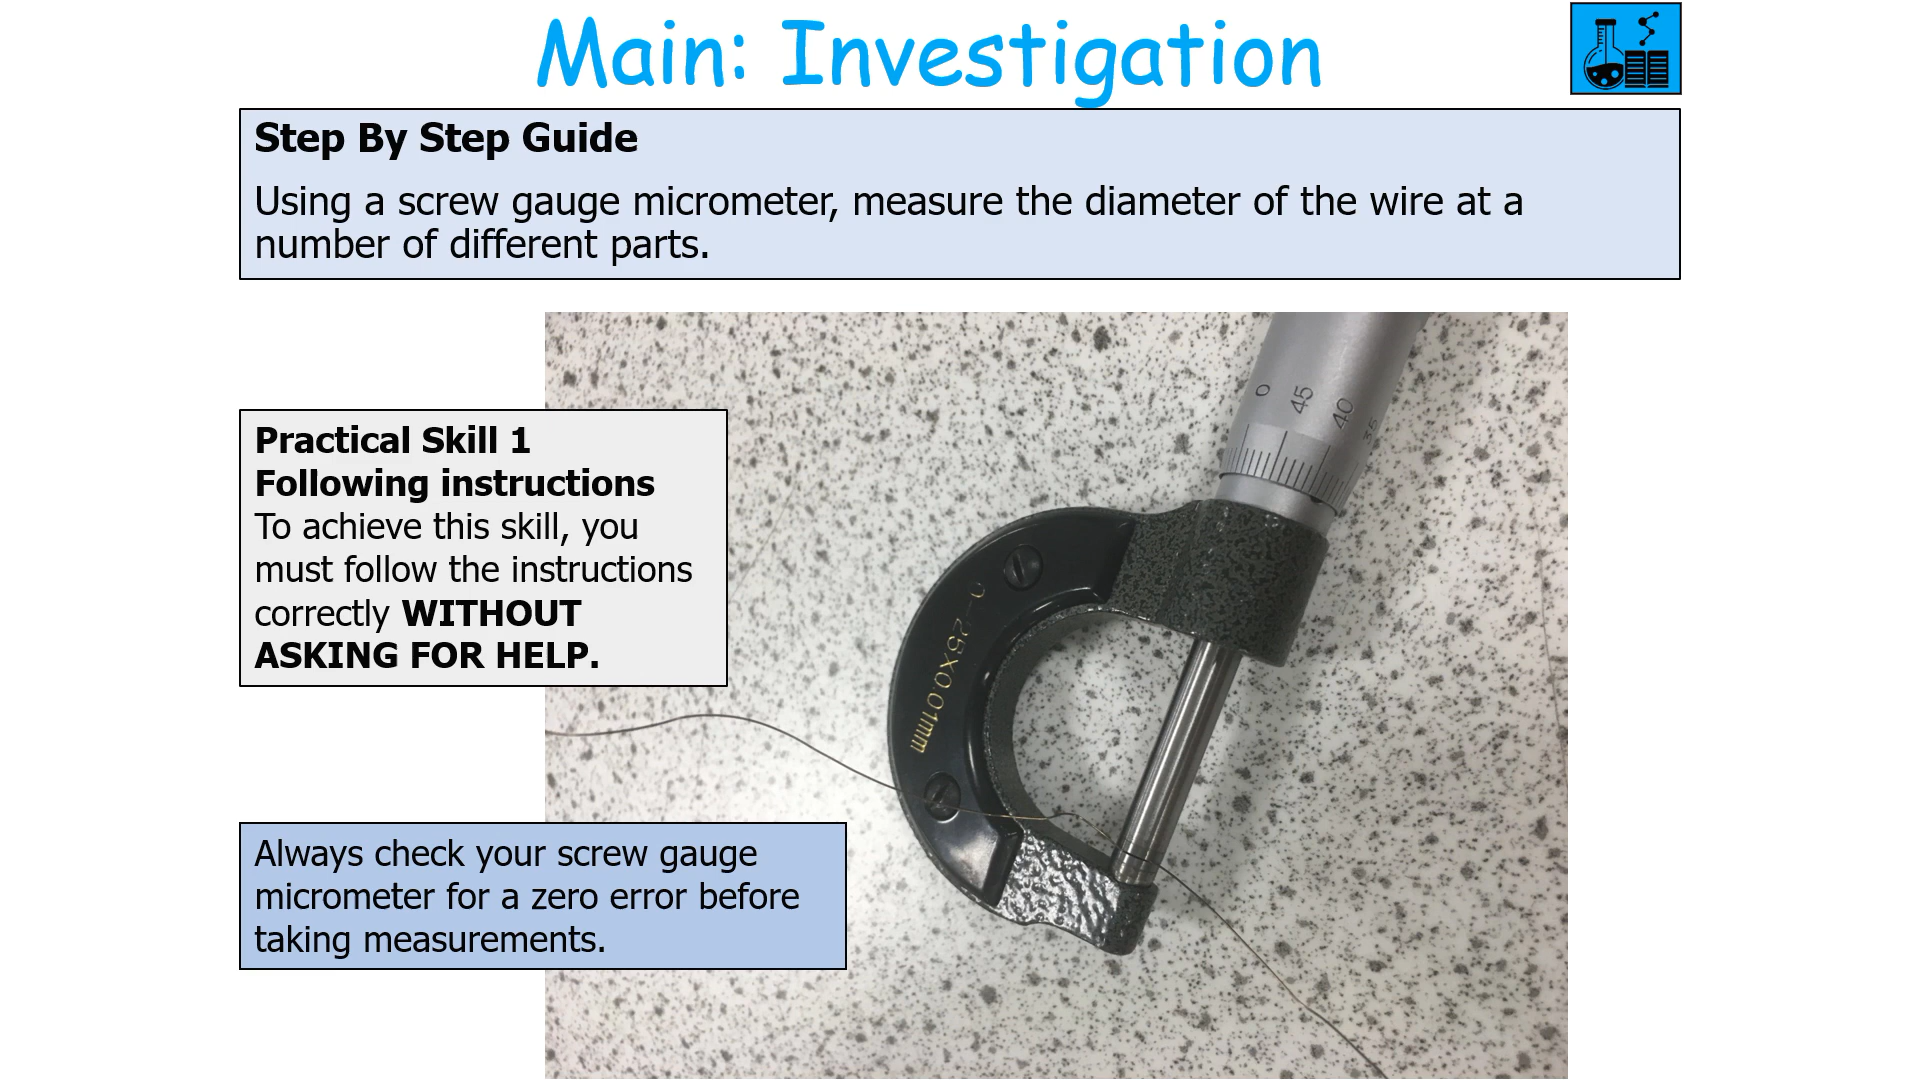 Main: Investigation
Step By Step Guide
Using a screw gauge micrometer, measure the diameter of the wire at a
number of different parts.
Practical Skill 1
Following instructions
To achieve this skill, you
must follow the instructions
correctly WITHOUT
ASKING FOR HELP.
Always check your screw gauge
micrometer for a zero error before
taking measurements.
0 45 40 35
0-25X0.01mm